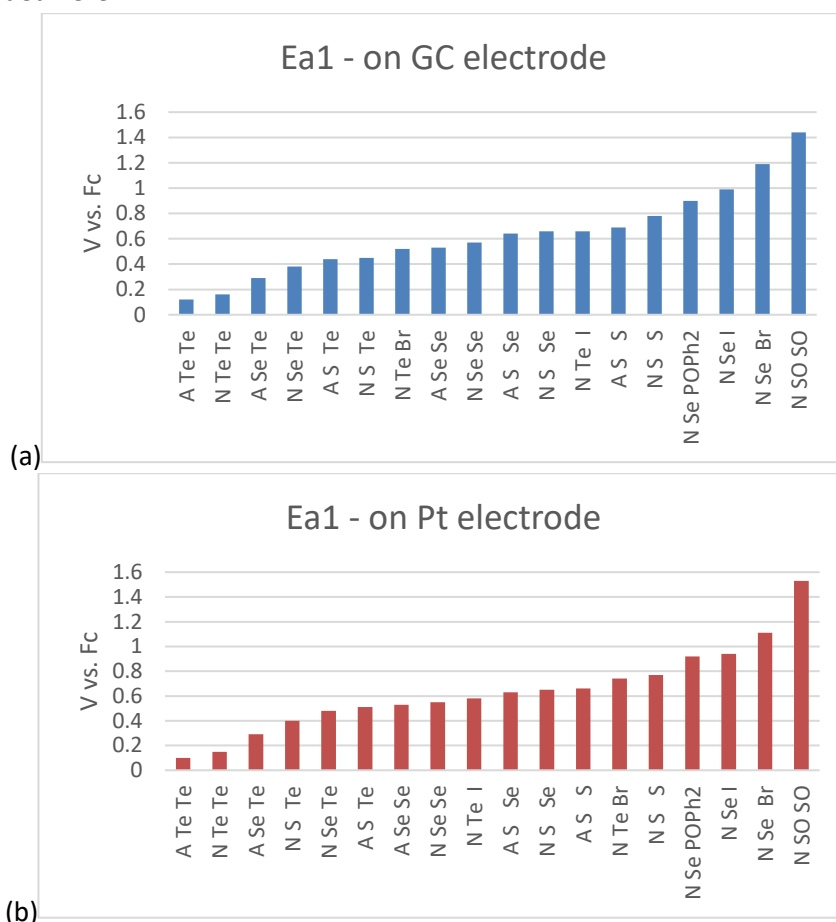 Ea1 - on GC electrode
V vs. Fc
1.6
1.4
1.2
1
0.8
0.6
0.4
0.2
0
A Te Te
N Te Te
A Se Te
N Se Te
A S Te
N S Te
N Te Br
A Se Se
N Se Se
A S Se
N S Se
N Te I
A S S
N S S
N Se POPh2
N Se I
N Se Br
N SO SO
(a)
Ea1 - on Pt electrode
V vs. Fc
1.6
1.4
1.2
1
0.8
0.6
0.4
0.2
0
A Te Te
N Te Te
A Se Te
N S Te
N Se Te
A S Te
A Se Se
N Se Se
N Te I
A S Se
N S Se
A S S
N Te Br
N S S
N Se POPh2
N Se I
N Se Br
N SO SO
(b)